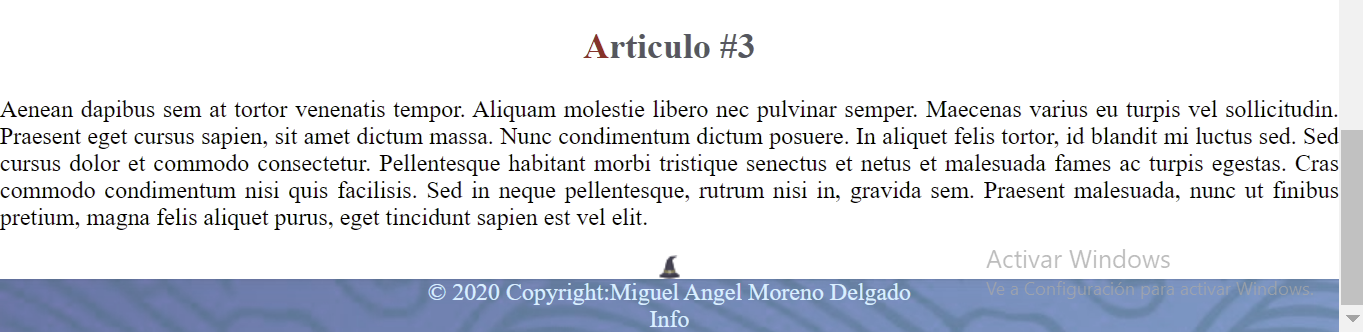 Articulo #3
Aenean dapibus sem at tortor venenatis tempor. Aliquam molestie libero nec pulvinar semper. Maecenas varius eu turpis vel sollicitudin.
Praesent eget cursus sapien, sit amet dictum massa. Nunc condimentum dictum posuere. In aliquet felis tortor, id blandit mi luctus sed. Sed
cursus dolor et commodo consectetur. Pellentesque habitant morbi tristique senectus et netus et malesuada fames ac turpis egestas. Cras
commodo condimentum nisi quis facilisis. Sed in neque pellentesque, rutrum nisi in, gravida sem. Praesent malesuada, nunc ut finibus
pretium, magna felis aliquet purus, eget tincidunt sapien est vel elit.
Activar Windows
Ve a Configuración para activar Windows.
© 2020 Copyright:Miguel Angel Moreno Delgado
Info